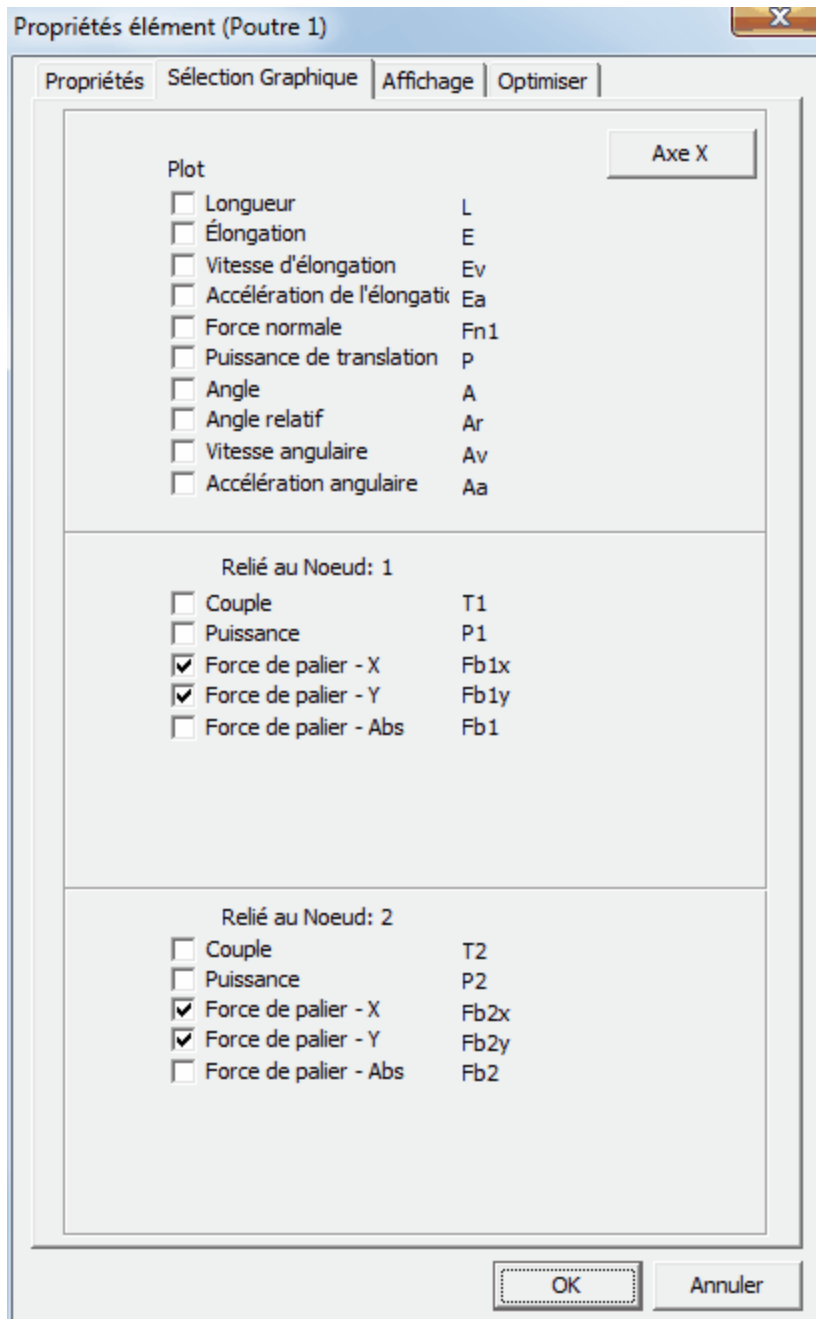 Propriétés élément (Poutre 1)
Propriétés Sélection Graphique Affichage Optimiser
Axe X
Plot
Longueur L
Élongation E
Vitesse d'élongation Ev
Accélération de l'élongatic Ea
Force normale Fn1
Puissance de translation P
Angle A
Angle relatif Ar
Vitesse angulaire Av
Accélération angulaire Aa
Relié au Noeud: 1
Couple T1
Puissance P1
Force de palier - X Fb1x
Force de palier - Y Fb1y
Force de palier - Abs Fb1
Relié au Noeud: 2
Couple T2
Puissance P2
Force de palier - X Fb2x
Force de palier - Y Fb2y
Force de palier - Abs Fb2
OK Annuler